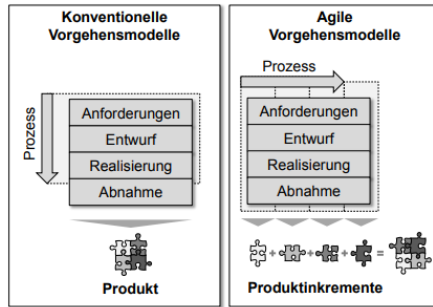 Konventionelle
Vorgehensmodelle
Prozess
Anforderungen
Entwurf
Realisierung
Abnahme
Produkt
Agile
Vorgehensmodelle
Prozess
Anforderungen
Entwurf
Realisierung
Abnahme
+ + + =
Produktinkremente